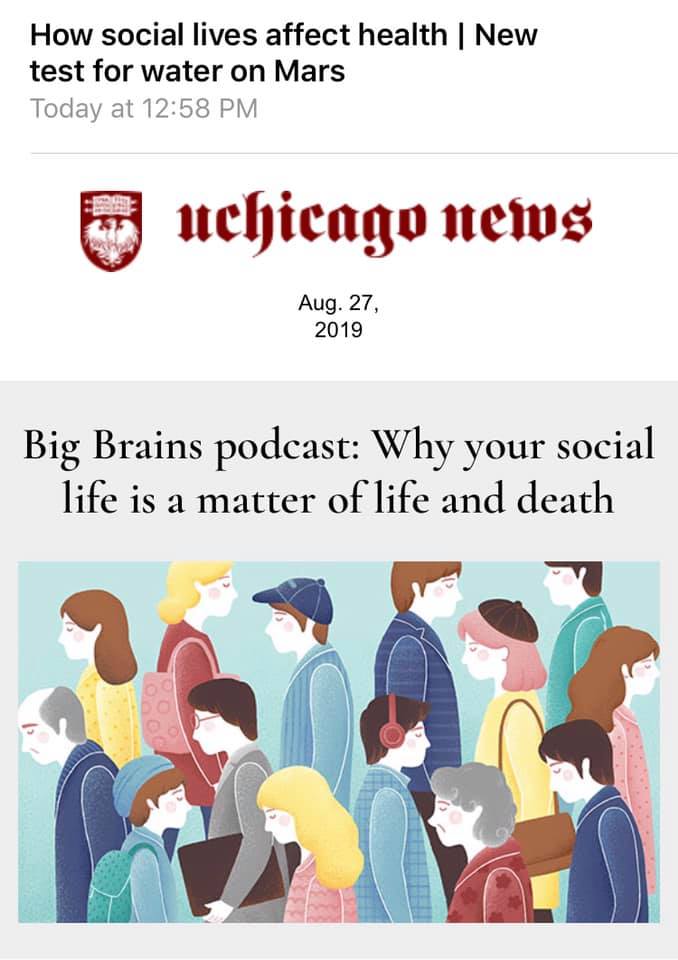 How social lives affect health | New
test for water on Mars
Today at 12:58 PM
uchicago news
Aug. 27,
2019
Big Brains podcast: Why your social
life is a matter of life and death